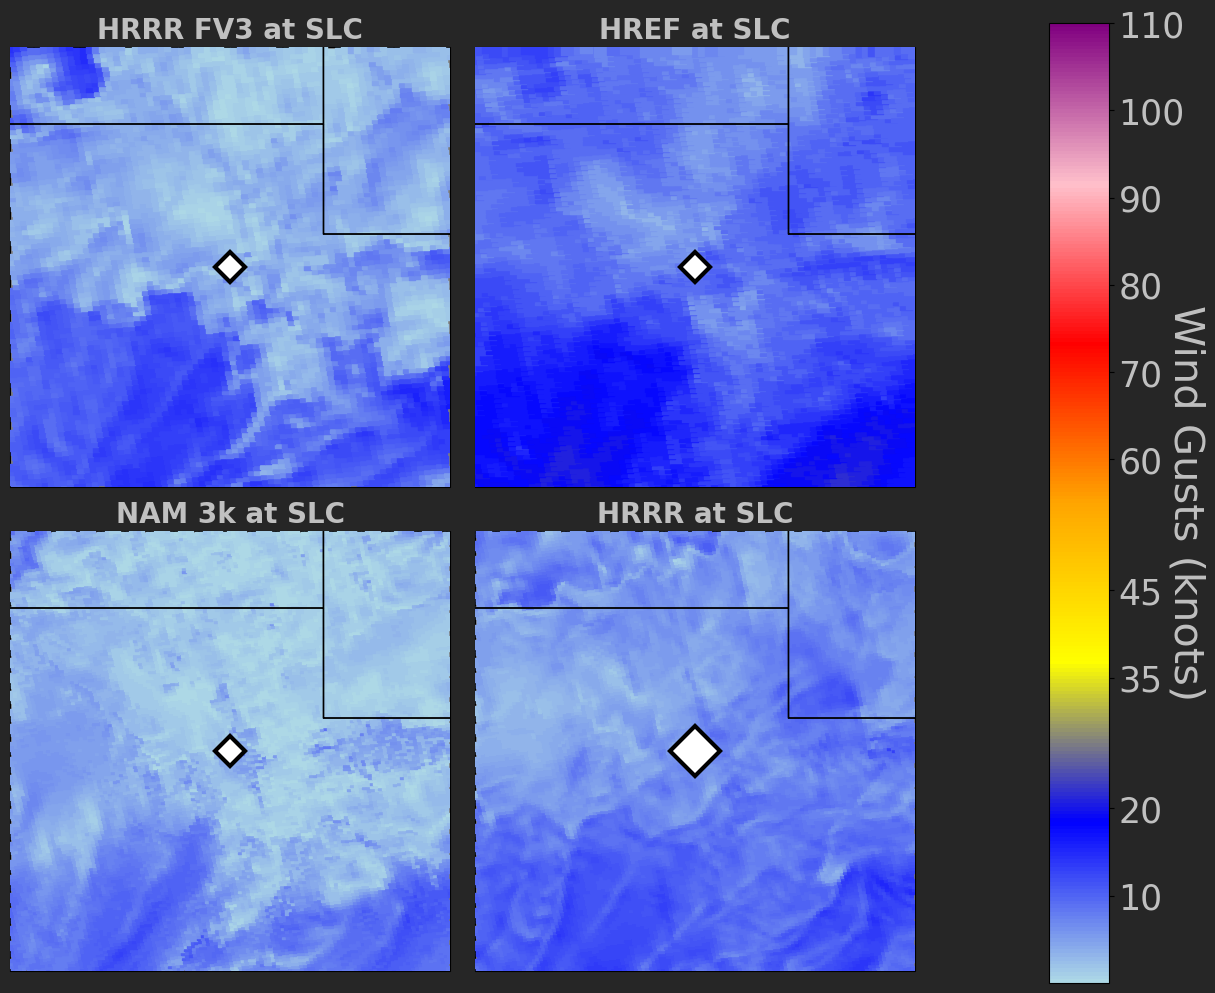 HRRR FV3 at SLC
HREF at SLC
NAM 3k at SLC
HRRR at SLC
110
100
90
80
70
60
45
35
20
10
Wind Gusts (knots)